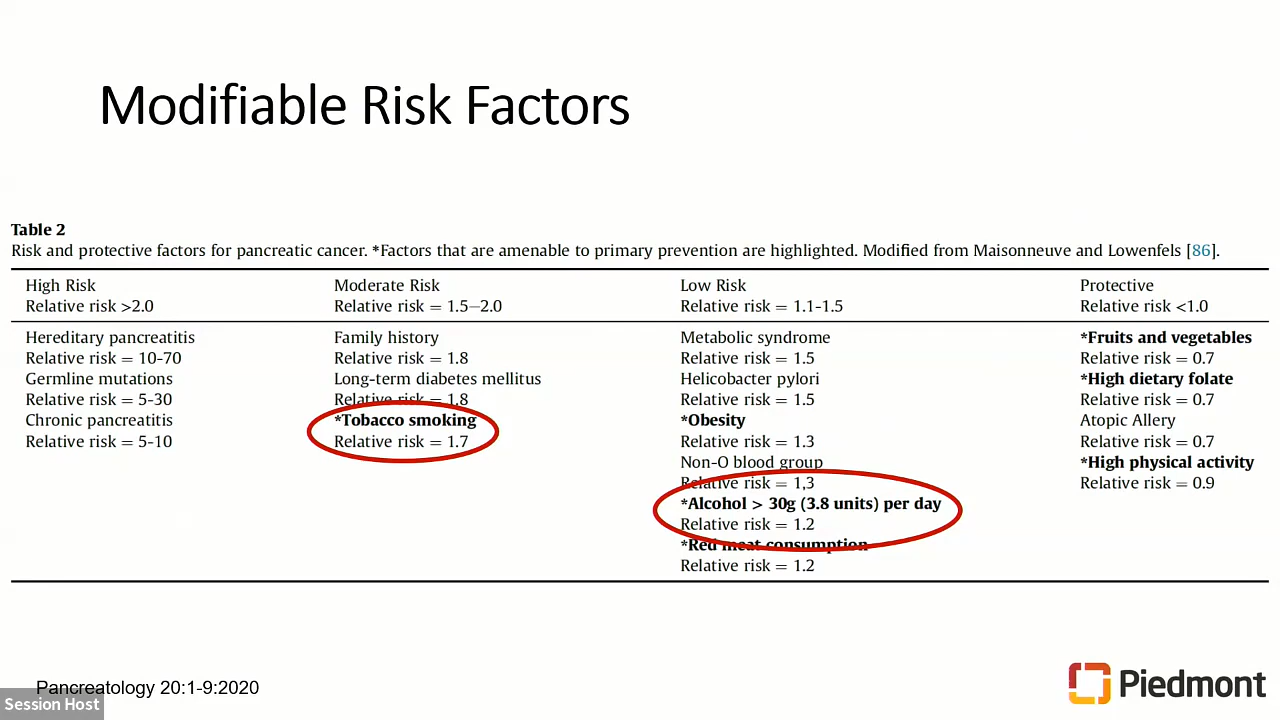 Modifiable Risk Factors
Table 2
Risk and protective factors for pancreatic cancer. *Factors that are amenable to primary prevention are highlighted. Modified from Maisonneuve and Lowenfels [86].
High Risk
Relative risk >2.0
Moderate Risk
Relative risk = 1.5–2.0
Low Risk
Relative risk = 1.1-1.5
Protective
Relative risk <1.0
Hereditary pancreatitis
Relative risk = 10-70
Germline mutations
Relative risk = 5-30
Chronic pancreatitis
Relative risk = 5-10
Family history
Relative risk = 1.8
Long-term diabetes mellitus
Relative risk = 1.8
*Tobacco smoking
Relative risk = 1.7
Metabolic syndrome
Relative risk = 1.5
Helicobacter pylori
Relative risk = 1.5
*Obesity
Relative risk = 1.3
Non-O blood group
Relative risk = 1,3
*Alcohol > 30g (3.8 units) per day
Relative risk = 1.2
*Red meat consumption
Relative risk = 1.2
*Fruits and vegetables
Relative risk = 0.7
*High dietary folate
Relative risk = 0.7
Atopic Allery
Relative risk = 0.7
*High physical activity
Relative risk = 0.9
Pancreatology 20:1-9:2020
Session Host
Piedmont